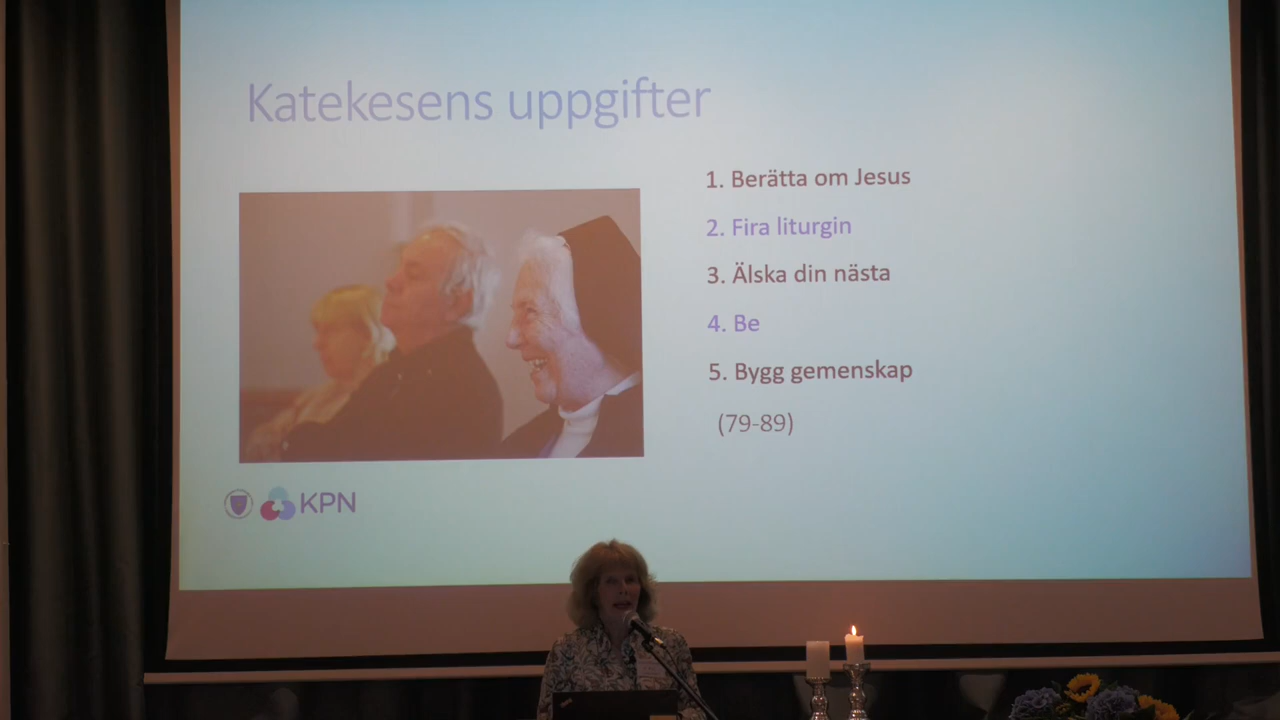 Katekesens uppgifter
1. Berätta om Jesus
2. Fira liturgin
3. Älska din nästa
4. Be
5. Bygg gemenskap
(79-89)
KPN